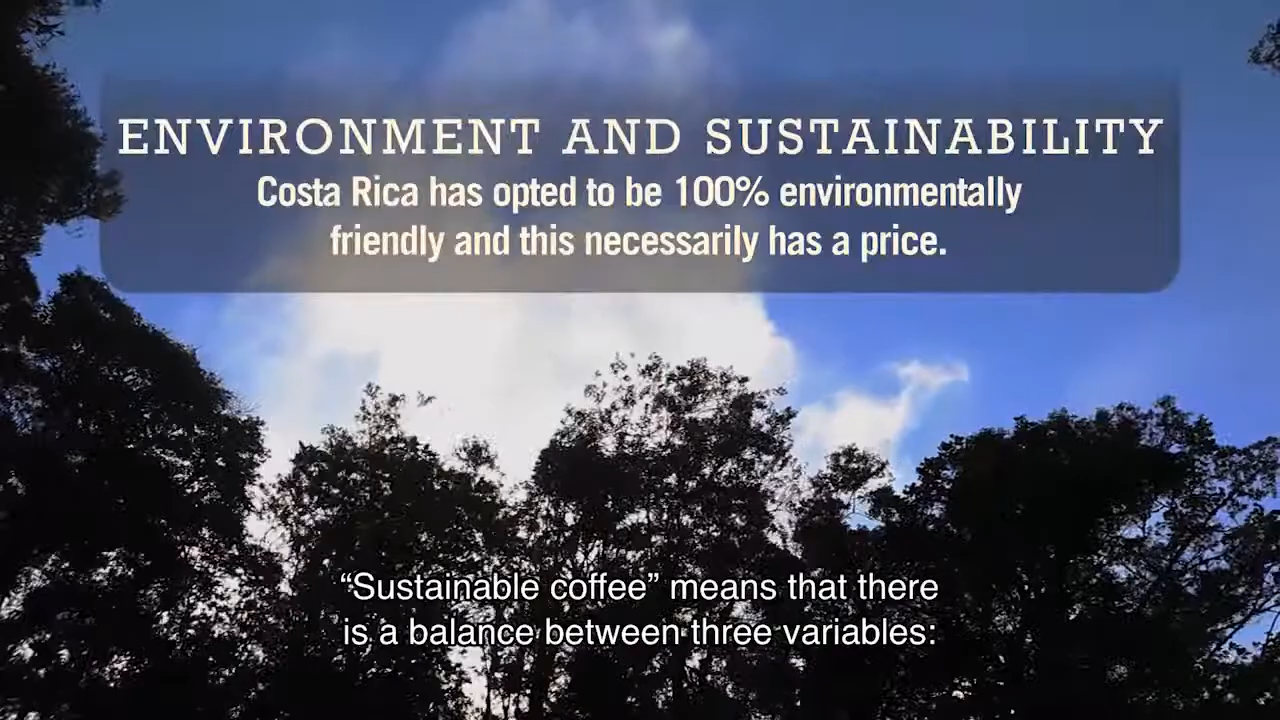 ENVIRONMENT AND SUSTAINABILITY
Costa Rica has opted to be 100% environmentally
friendly and this necessarily has a price.
“Sustainable coffee” means that there
is a balance between three variables: